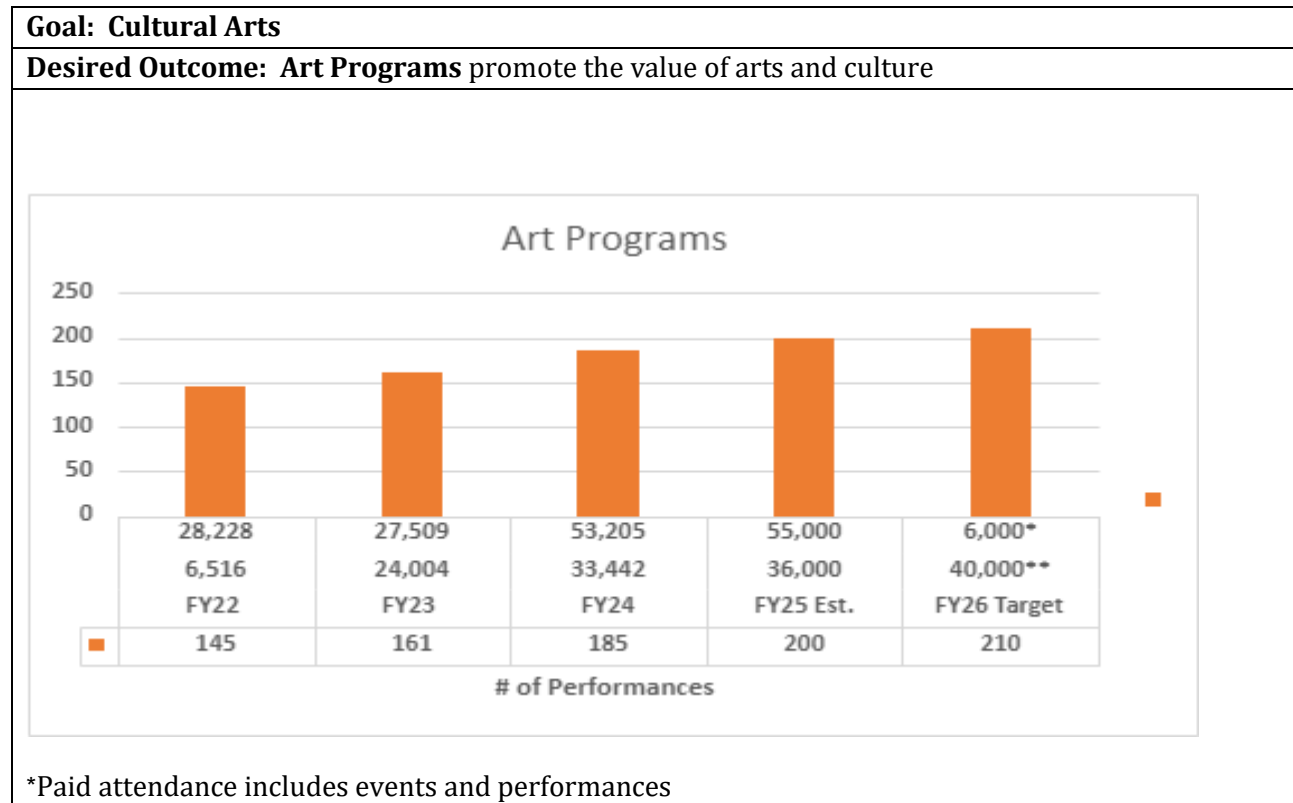 Goal: Cultural Arts
Desired Outcome: Art Programs promote the value of arts and culture
Art Programs
250
200
150
100
50
0
28,228 27,509 53,205 55,000 6,000*
6,516 24,004 33,442 36,000 40,000**
FY22 FY23 FY24 FY25 Est. FY26 Target
145 161 185 200 210
# of Performances
*Paid attendance includes events and performances